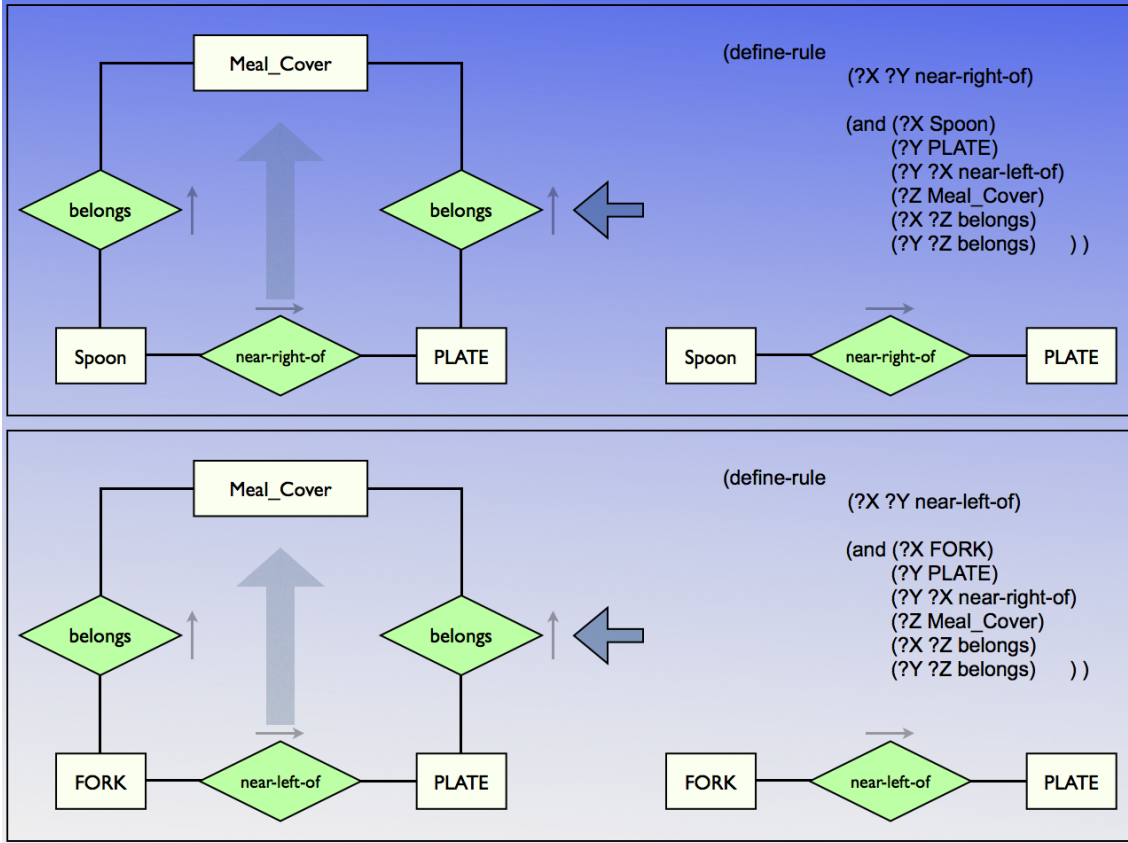 Meal_Cover
belongs
belongs
Spoon
near-right-of
PLATE
(define-rule
(?X ?Y near-right-of)
(and (?X Spoon)
(?Y PLATE)
(?Y ?X near-left-of)
(?Z Meal_Cover)
(?X ?Z belongs)
(?Y ?Z belongs) ) )
Spoon
near-right-of
PLATE
Meal_Cover
belongs
belongs
FORK
near-left-of
PLATE
(define-rule
(?X ?Y near-left-of)
(and (?X FORK)
(?Y PLATE)
(?Y ?X near-right-of)
(?Z Meal_Cover)
(?X ?Z belongs)
(?Y ?Z belongs) ) )
FORK
near-left-of
PLATE